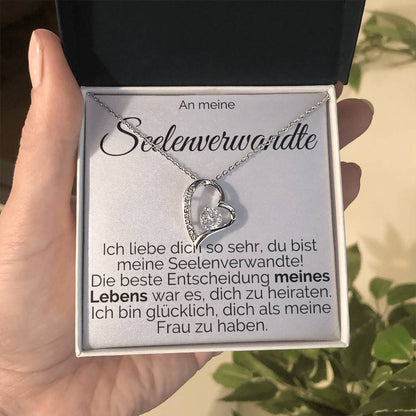 An meine
Seelenverwandte
Ich liebe dich so sehr, du bist
meine Seelenverwandte!
Die beste Entscheidung meines
Lebens war es, dich zu heiraten.
Ich bin glücklich, dich als meine
Frau zu haben.